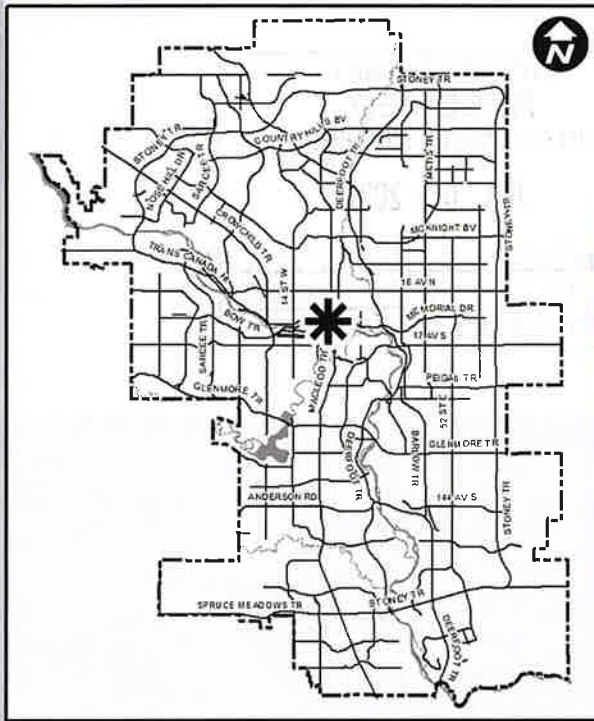 N
STONEY TR
STONEY TR
COUNTRY HILLS BV
DEERFOOT TR
METIS TR
NOSE HILL DR
SARCEE TR
CROWCHILD TR
STONEY TR
MCKNIGHT BV
TRANS CANADA
14 ST W
16 AV N
BOW TR
MEMORIAL DR
17 AV S
SARCEE TR
MACLEOD TR
PEIGAN TR
GLENMORE TR
52 ST E
DEERFOOT TR
BARLOW TR
GLENMORE TR
ANDERSON RD
144 AV S
STONEY TR
STONEY TR
SPRUCE MEADOWS TR
DEERFOOT TR